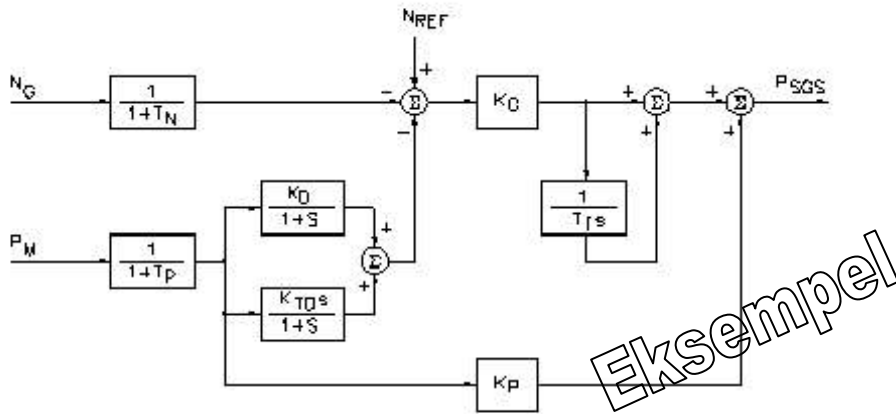 N_REF
+
N_G
1
1+T_N
-
Σ
-
K_C
+
Σ
+
+
Σ
+
P_SGS
K_D
1+S
+
1
T_I s
P_M
1
1+T_P
Σ
+
K_TD s
1+S
K_P
Eksempel